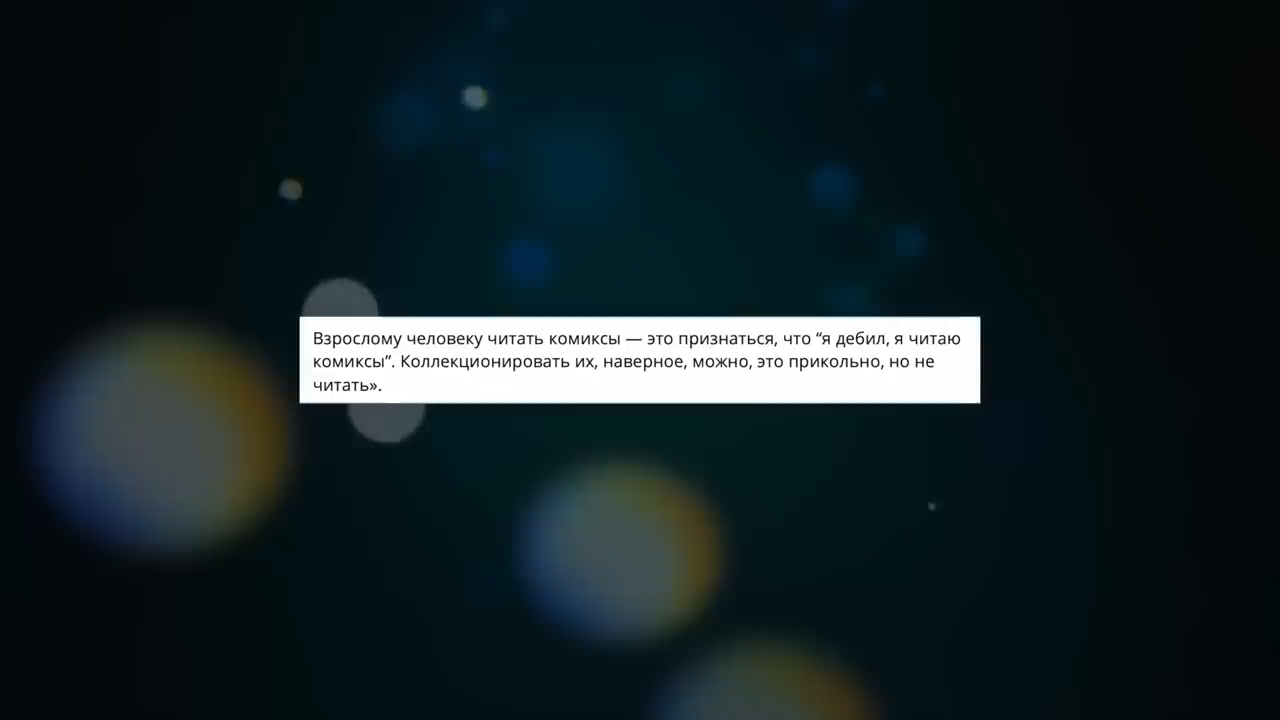 Взрослому человеку читать комиксы — это признаться, что “я дебил, я читаю
комиксы”. Коллекционировать их, наверное, можно, это прикольно, но не
читать».